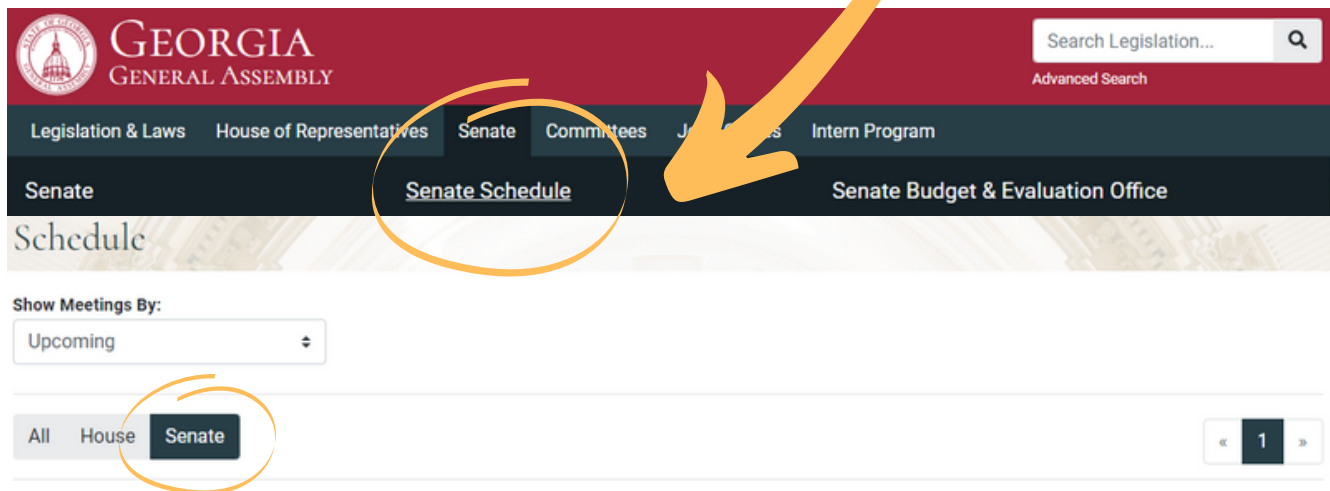 GEORGIA
GENERAL ASSEMBLY
Search Legislation...
Advanced Search
Legislation & Laws House of Representatives Senate Committees Intern Program
Senate Senate Schedule Senate Budget & Evaluation Office
Schedule
Show Meetings By:
Upcoming
All House Senate « 1 »